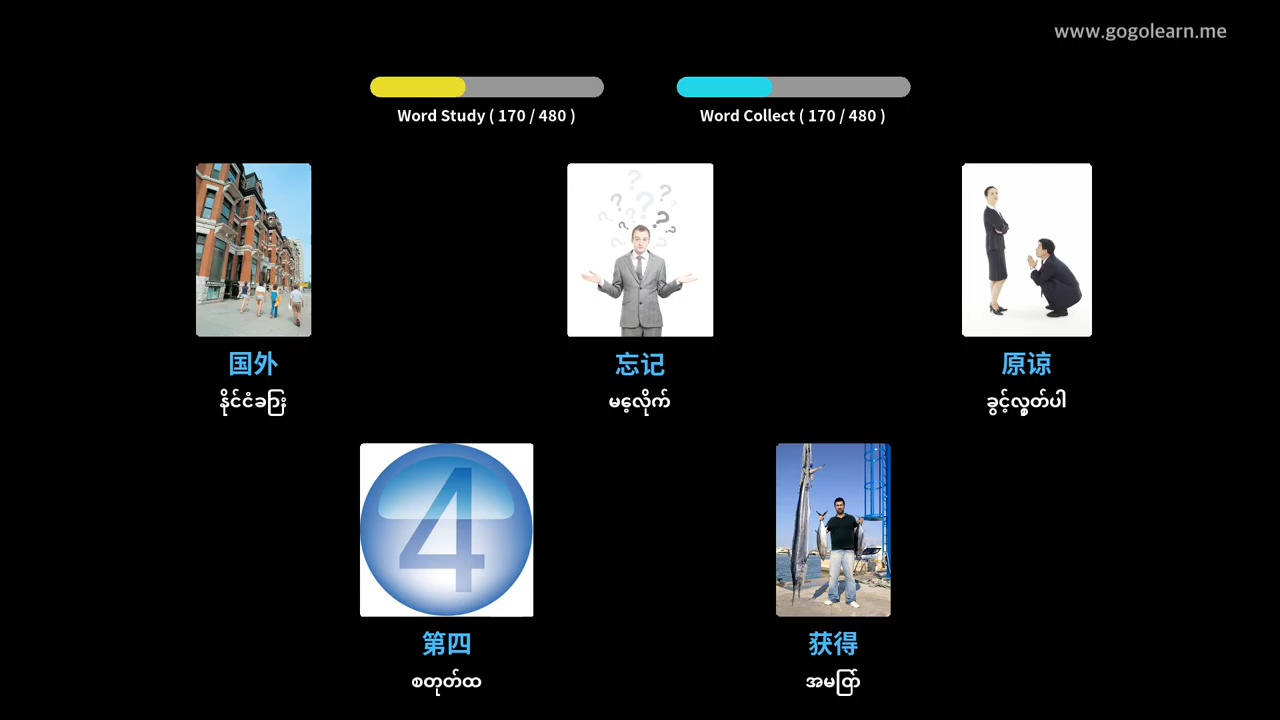 www.gogolearn.me
Word Study ( 170 / 480 )
Word Collect ( 170 / 480 )
国外
忘记
原谅
နိုင်ငံခြား
မေ့လိုက်
ခွင့်လွှတ်ပါ
4
第四
获得
စတုတ်ထ
အမြတ်